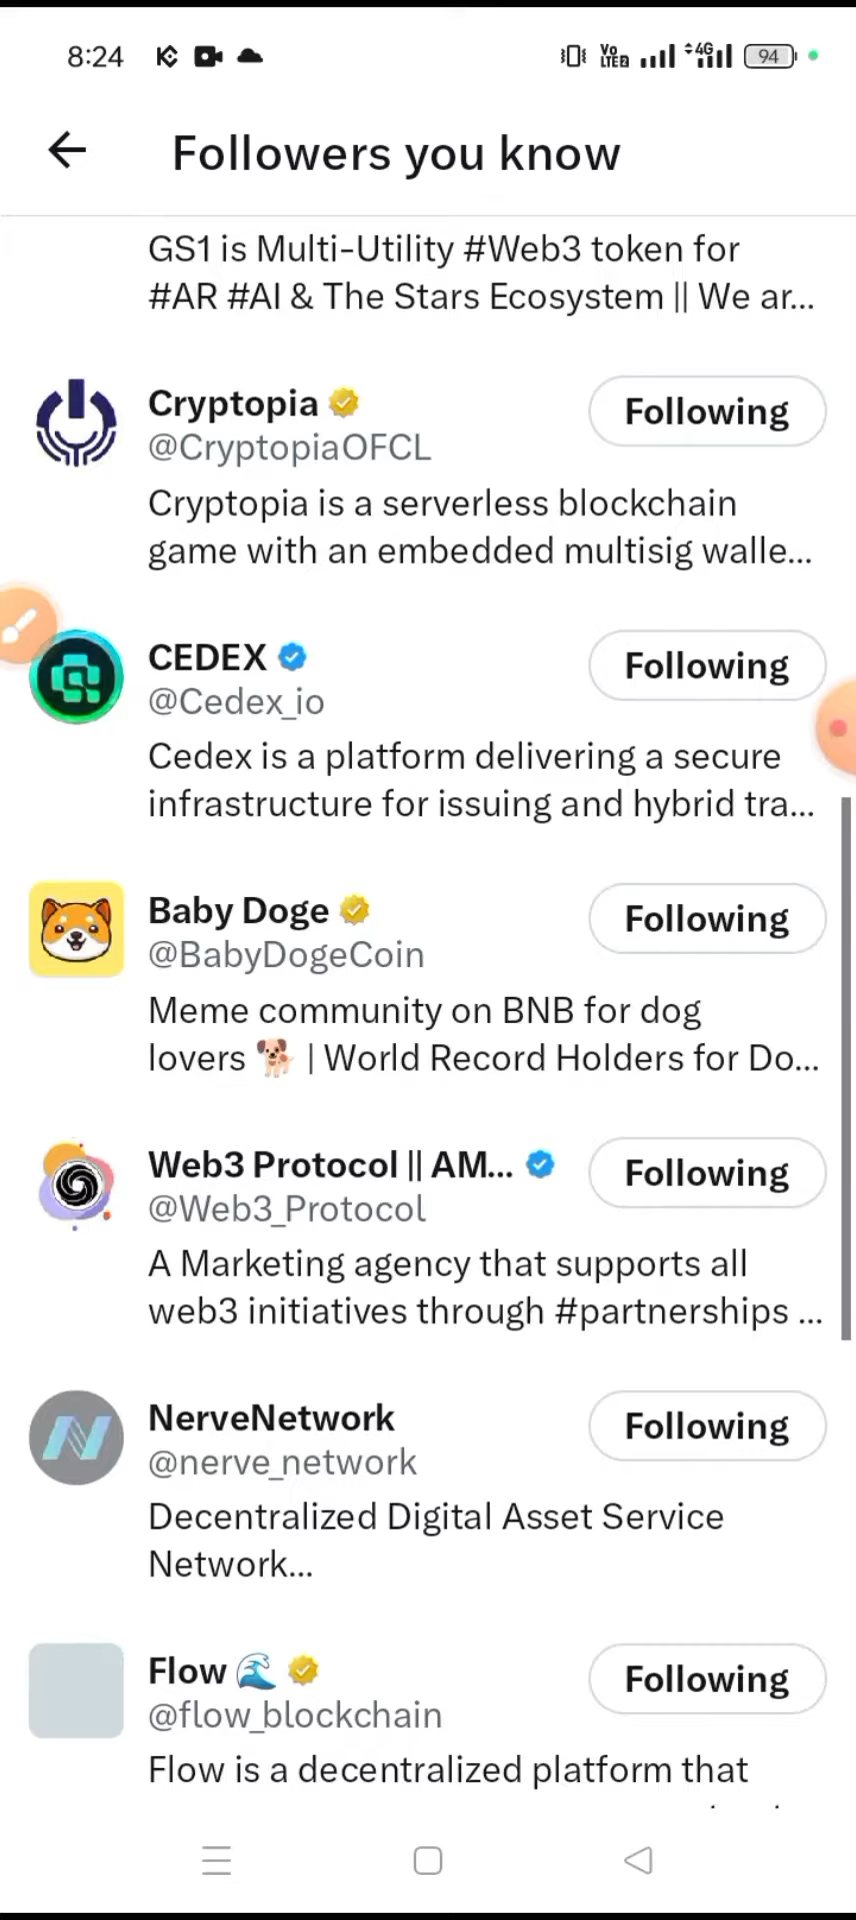 8:24
Vo LTE2 4G 94
Followers you know
GS1 is Multi-Utility #Web3 token for
#AR #AI & The Stars Ecosystem || We ar...
Cryptopia
Following
@CryptopiaOFCL
Cryptopia is a serverless blockchain
game with an embedded multisig walle...
CEDEX
Following
@Cedex_io
Cedex is a platform delivering a secure
infrastructure for issuing and hybrid tra...
Baby Doge
Following
@BabyDogeCoin
Meme community on BNB for dog
lovers 🐕 | World Record Holders for Do...
Web3 Protocol || AM...
Following
@Web3_Protocol
A Marketing agency that supports all
web3 initiatives through #partnerships ...
NerveNetwork
Following
@nerve_network
Decentralized Digital Asset Service
Network...
Flow 🌊
Following
@flow_blockchain
Flow is a decentralized platform that